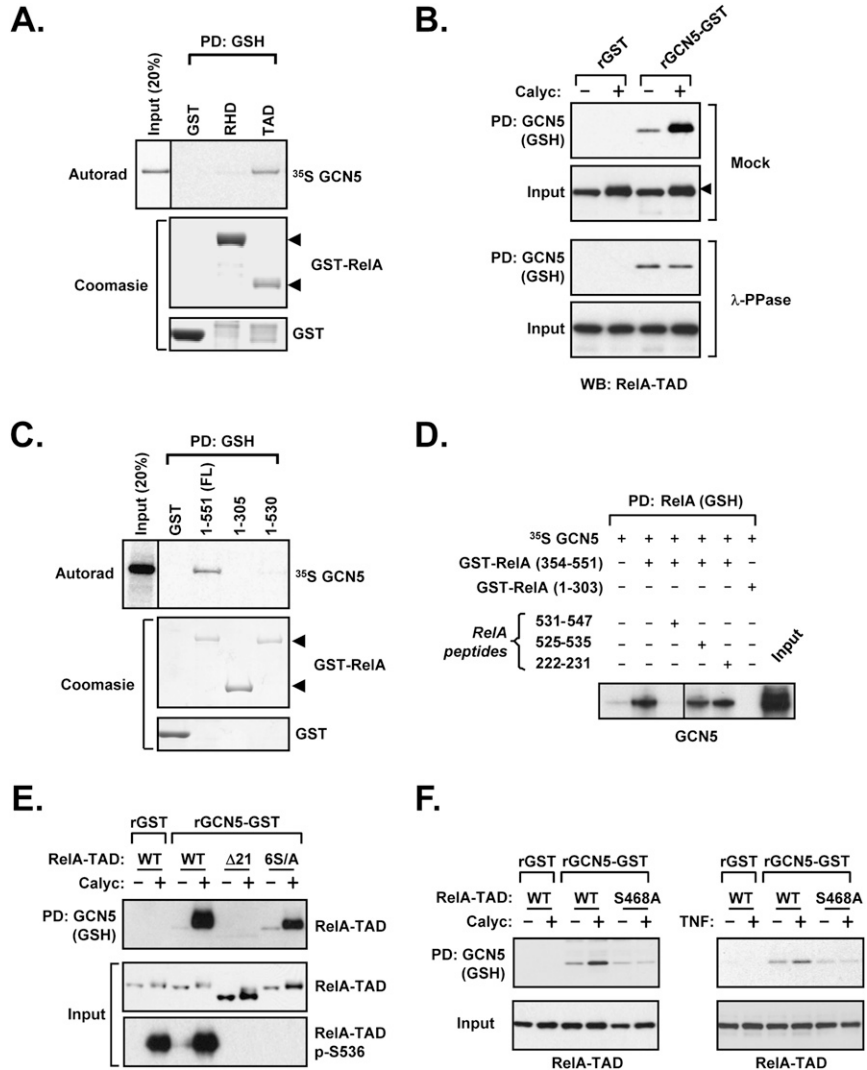 A.
PD: GSH
Input (20%) GST RHD TAD
Autorad ³⁵S GCN5
GST-RelA
Coomasie
GST
B.
rGST rGCN5-GST
Calyc: – + – +
PD: GCN5 (GSH)
Mock
Input
PD: GCN5 (GSH)
λ-PPase
Input
WB: RelA-TAD
C.
PD: GSH
Input (20%) GST 1-551 (FL) 1-305 1-530
Autorad ³⁵S GCN5
GST-RelA
Coomasie
GST
D.
PD: RelA (GSH)
³⁵S GCN5 + + + + + +
GST-RelA (354-551) – + + + + –
GST-RelA (1-303) – – – – – +
RelA peptides
531-547 – – + – – –
525-535 – – – + – –
222-231 – – – – + –
Input
GCN5
E.
rGST rGCN5-GST
RelA-TAD: WT WT Δ21 6S/A
Calyc: – + – + – + – +
PD: GCN5 (GSH) RelA-TAD
RelA-TAD
Input
RelA-TAD p-S536
F.
rGST rGCN5-GST
RelA-TAD: WT WT S468A
Calyc: – + – + – +
PD: GCN5 (GSH)
Input
RelA-TAD
rGST rGCN5-GST
WT WT S468A
TNF: – + – + – +
RelA-TAD